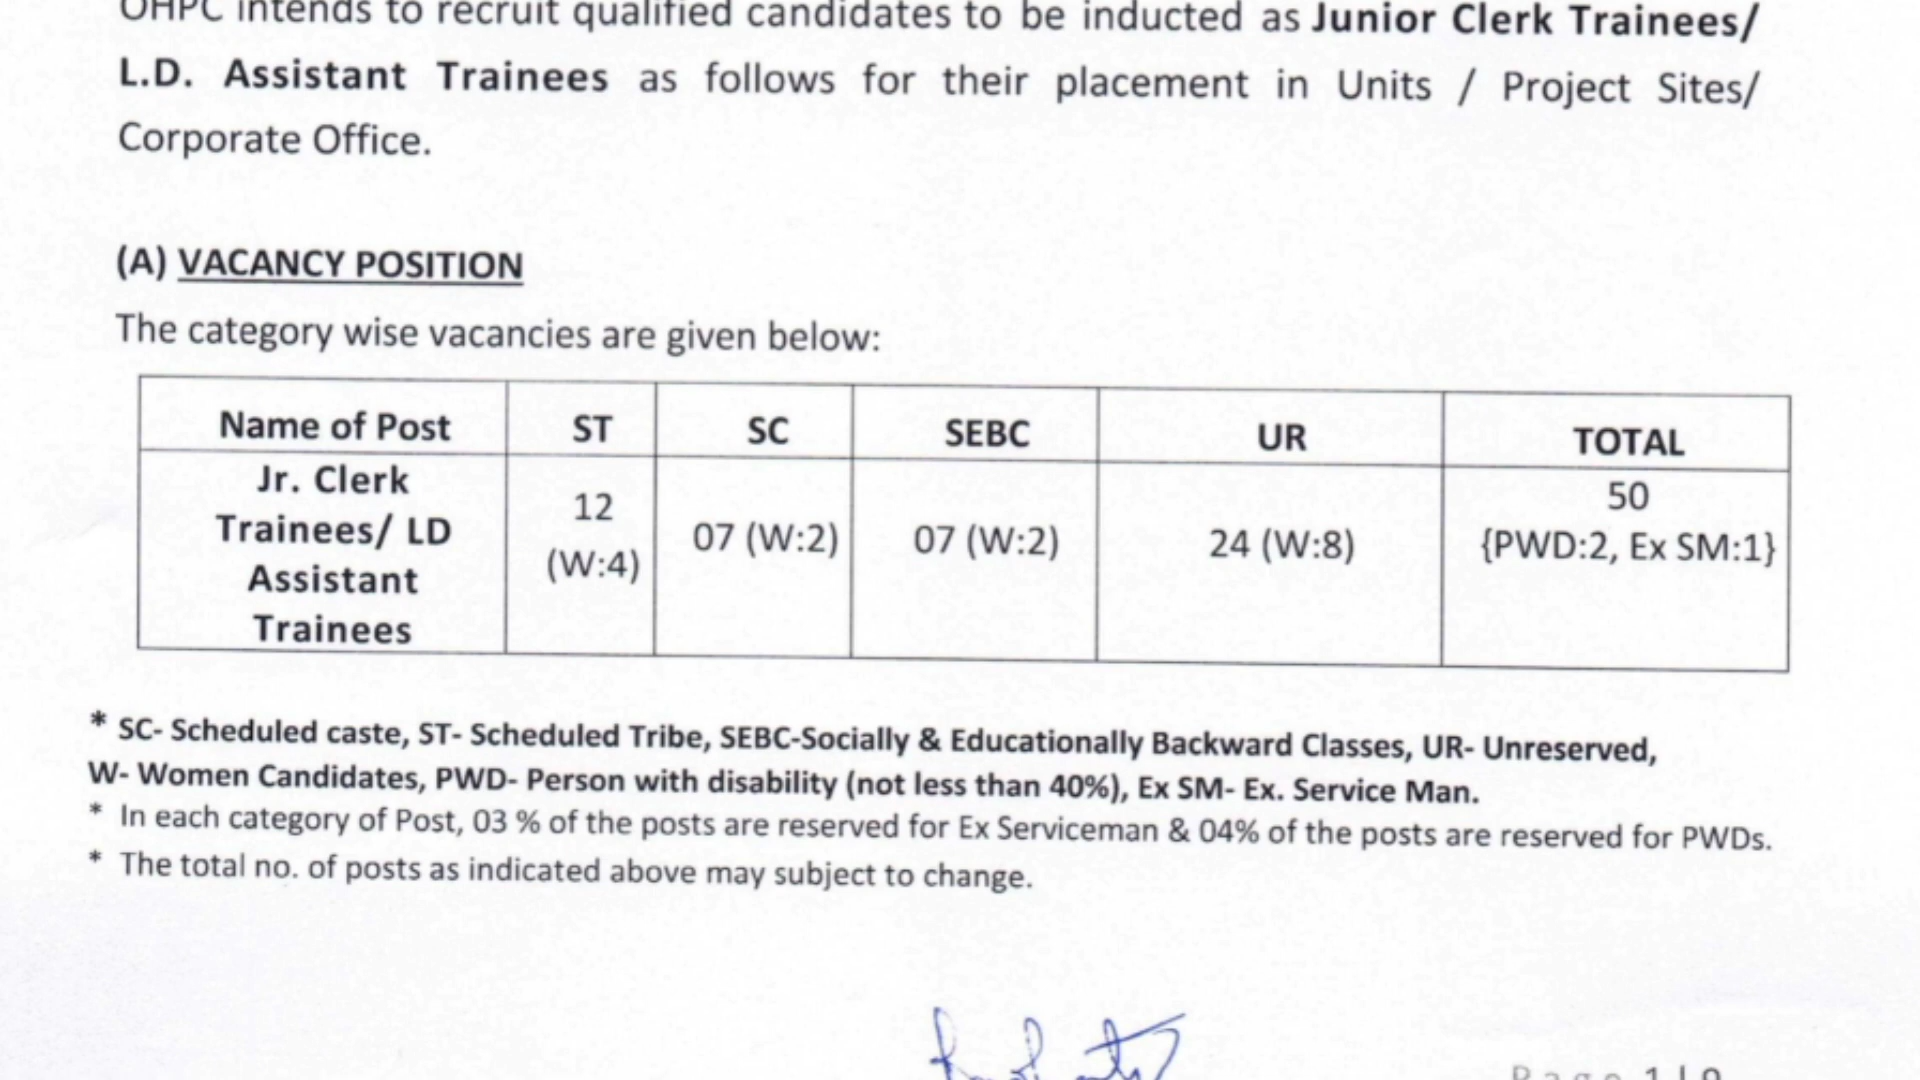 OHPC intends to recruit qualified candidates to be inducted as Junior Clerk Trainees/
L.D. Assistant Trainees as follows for their placement in Units / Project Sites/
Corporate Office.
(A) VACANCY POSITION
The category wise vacancies are given below:
Name of Post ST SC SEBC UR TOTAL
Jr. Clerk
Trainees/ LD
Assistant
Trainees
12
(W:4)
07 (W:2)
07 (W:2)
24 (W:8)
50
{PWD:2, Ex SM:1}
* SC- Scheduled caste, ST- Scheduled Tribe, SEBC-Socially & Educationally Backward Classes, UR- Unreserved,
W- Women Candidates, PWD- Person with disability (not less than 40%), Ex SM- Ex. Service Man.
* In each category of Post, 03 % of the posts are reserved for Ex Serviceman & 04% of the posts are reserved for PWDs.
* The total no. of posts as indicated above may subject to change.
Page 1 | 9